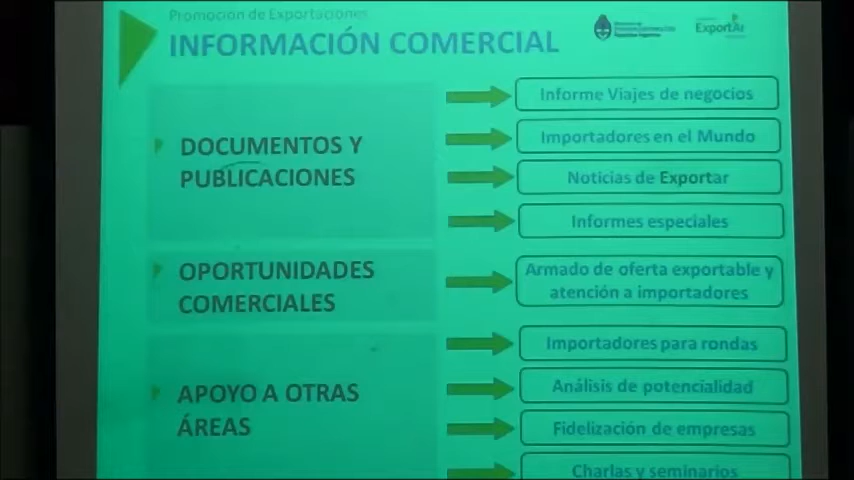 Promoción de Exportaciones
INFORMACIÓN COMERCIAL
ExportAr
DOCUMENTOS Y
PUBLICACIONES
Informe Viajes de negocios
Importadores en el Mundo
Noticias de Exportar
Informes especiales
OPORTUNIDADES
COMERCIALES
Armado de oferta exportable y
atención a importadores
APOYO A OTRAS
ÁREAS
Importadores para rondas
Análisis de potencialidad
Fidelización de empresas
Charlas y seminarios